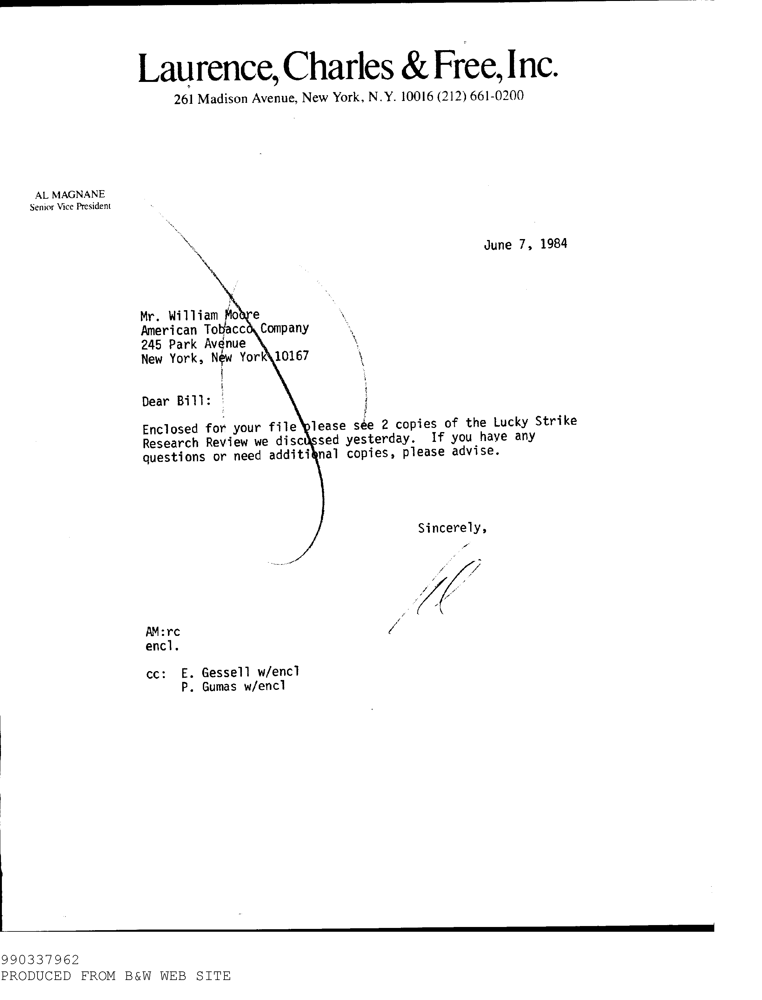 Laurence, Charles & Free, Inc.
261 Madison Avenue, New York, N.Y. 10016 (212) 661-0200
AL MAGNANE
Senior Vice President
June 7, 1984
Mr. William Moore
American Tobacco Company
245 Park Avenue
New York, New York 10167
Dear Bill:
Enclosed for your file please see 2 copies of the Lucky Strike
Research Review we discussed yesterday. If you have any
questions or need additional copies, please advise.
Sincerely,
Al
AM:rc
encl.
cc: E. Gessell w/encl
P. Gumas w/encl
990337962
PRODUCED FROM B&W WEB SITE